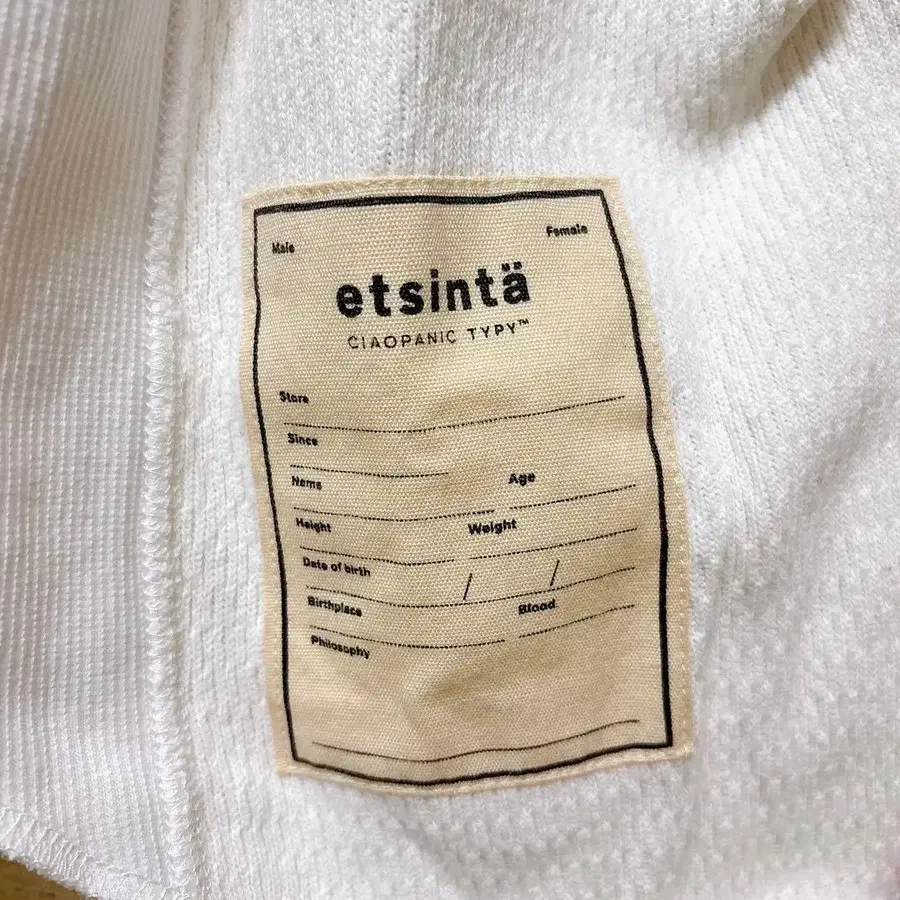 Male Female
etsintä
CIAOPANIC TYPY™
Store
Since
Name Age
Height Weight
Date of birth / /
Birthplace Blood
Philosophy